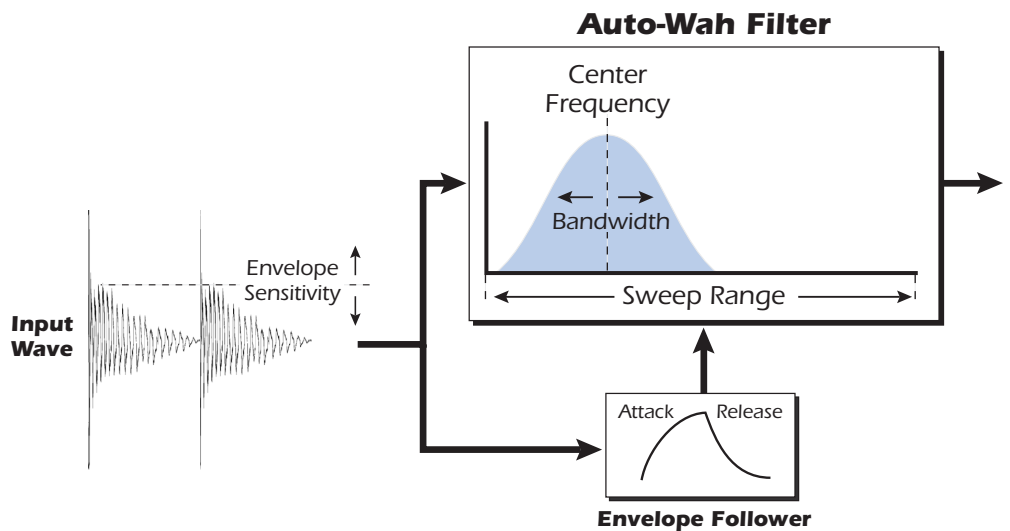 Auto-Wah Filter
Center
Frequency
Bandwidth
Sweep Range
Envelope
Sensitivity
Input
Wave
Attack Release
Envelope Follower